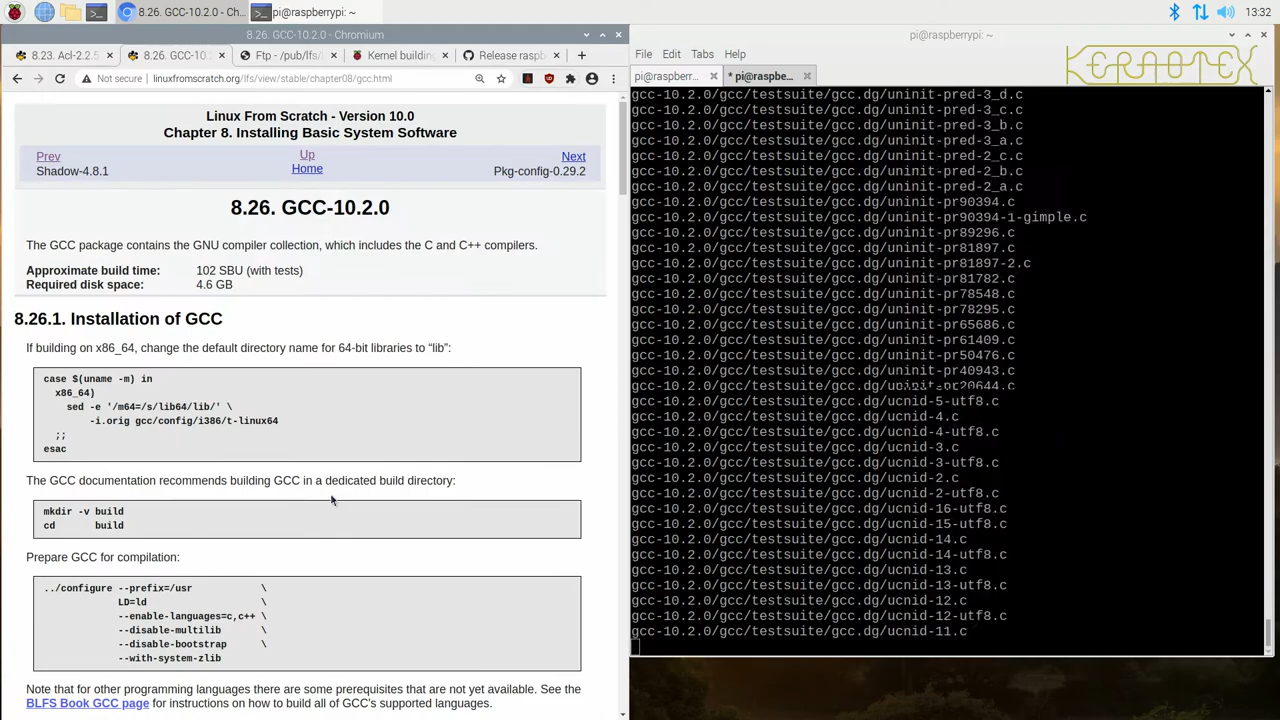 8.26. GCC-10.2.0 - Ch...
pi@raspberrypi: ~
13:32
8.26. GCC-10.2.0 - Chromium
8.23. Acl-2.2.5
8.26. GCC-10.2.0
Ftp - /pub/lfs/
Kernel building
Release raspb
Not secure | linuxfromscratch.org/lfs/view/stable/chapter08/gcc.html
Linux From Scratch - Version 10.0
Chapter 8. Installing Basic System Software
Prev
Up
Next
Shadow-4.8.1
Home
Pkg-config-0.29.2
8.26. GCC-10.2.0
The GCC package contains the GNU compiler collection, which includes the C and C++ compilers.
Approximate build time: 102 SBU (with tests)
Required disk space: 4.6 GB
8.26.1. Installation of GCC
If building on x86_64, change the default directory name for 64-bit libraries to “lib”:
case $(uname -m) in
x86_64)
sed -e '/m64=/s/lib64/lib/' \
-i.orig gcc/config/i386/t-linux64
;;
esac
The GCC documentation recommends building GCC in a dedicated build directory:
mkdir -v build
cd build
Prepare GCC for compilation:
../configure --prefix=/usr \
LD=ld \
--enable-languages=c,c++ \
--disable-multilib \
--disable-bootstrap \
--with-system-zlib
Note that for other programming languages there are some prerequisites that are not yet available. See the
BLFS Book GCC page for instructions on how to build all of GCC's supported languages.
pi@raspberrypi: ~
File Edit Tabs Help
KERAOTEX
pi@raspberr...
* pi@raspbe...
gcc-10.2.0/gcc/testsuite/gcc.dg/uninit-pred-3_d.c
gcc-10.2.0/gcc/testsuite/gcc.dg/uninit-pred-3_c.c
gcc-10.2.0/gcc/testsuite/gcc.dg/uninit-pred-3_b.c
gcc-10.2.0/gcc/testsuite/gcc.dg/uninit-pred-3_a.c
gcc-10.2.0/gcc/testsuite/gcc.dg/uninit-pred-2_c.c
gcc-10.2.0/gcc/testsuite/gcc.dg/uninit-pred-2_b.c
gcc-10.2.0/gcc/testsuite/gcc.dg/uninit-pred-2_a.c
gcc-10.2.0/gcc/testsuite/gcc.dg/uninit-pr90394.c
gcc-10.2.0/gcc/testsuite/gcc.dg/uninit-pr90394-1-gimple.c
gcc-10.2.0/gcc/testsuite/gcc.dg/uninit-pr89296.c
gcc-10.2.0/gcc/testsuite/gcc.dg/uninit-pr81897.c
gcc-10.2.0/gcc/testsuite/gcc.dg/uninit-pr81897-2.c
gcc-10.2.0/gcc/testsuite/gcc.dg/uninit-pr81782.c
gcc-10.2.0/gcc/testsuite/gcc.dg/uninit-pr78548.c
gcc-10.2.0/gcc/testsuite/gcc.dg/uninit-pr78295.c
gcc-10.2.0/gcc/testsuite/gcc.dg/uninit-pr65686.c
gcc-10.2.0/gcc/testsuite/gcc.dg/uninit-pr61409.c
gcc-10.2.0/gcc/testsuite/gcc.dg/uninit-pr50476.c
gcc-10.2.0/gcc/testsuite/gcc.dg/uninit-pr40943.c
gcc-10.2.0/gcc/testsuite/gcc.dg/uninit-pr20644.c
gcc-10.2.0/gcc/testsuite/gcc.dg/ucnid-5-utf8.c
gcc-10.2.0/gcc/testsuite/gcc.dg/ucnid-4.c
gcc-10.2.0/gcc/testsuite/gcc.dg/ucnid-4-utf8.c
gcc-10.2.0/gcc/testsuite/gcc.dg/ucnid-3.c
gcc-10.2.0/gcc/testsuite/gcc.dg/ucnid-3-utf8.c
gcc-10.2.0/gcc/testsuite/gcc.dg/ucnid-2.c
gcc-10.2.0/gcc/testsuite/gcc.dg/ucnid-2-utf8.c
gcc-10.2.0/gcc/testsuite/gcc.dg/ucnid-16-utf8.c
gcc-10.2.0/gcc/testsuite/gcc.dg/ucnid-15-utf8.c
gcc-10.2.0/gcc/testsuite/gcc.dg/ucnid-14.c
gcc-10.2.0/gcc/testsuite/gcc.dg/ucnid-14-utf8.c
gcc-10.2.0/gcc/testsuite/gcc.dg/ucnid-13.c
gcc-10.2.0/gcc/testsuite/gcc.dg/ucnid-13-utf8.c
gcc-10.2.0/gcc/testsuite/gcc.dg/ucnid-12.c
gcc-10.2.0/gcc/testsuite/gcc.dg/ucnid-12-utf8.c
gcc-10.2.0/gcc/testsuite/gcc.dg/ucnid-11.c